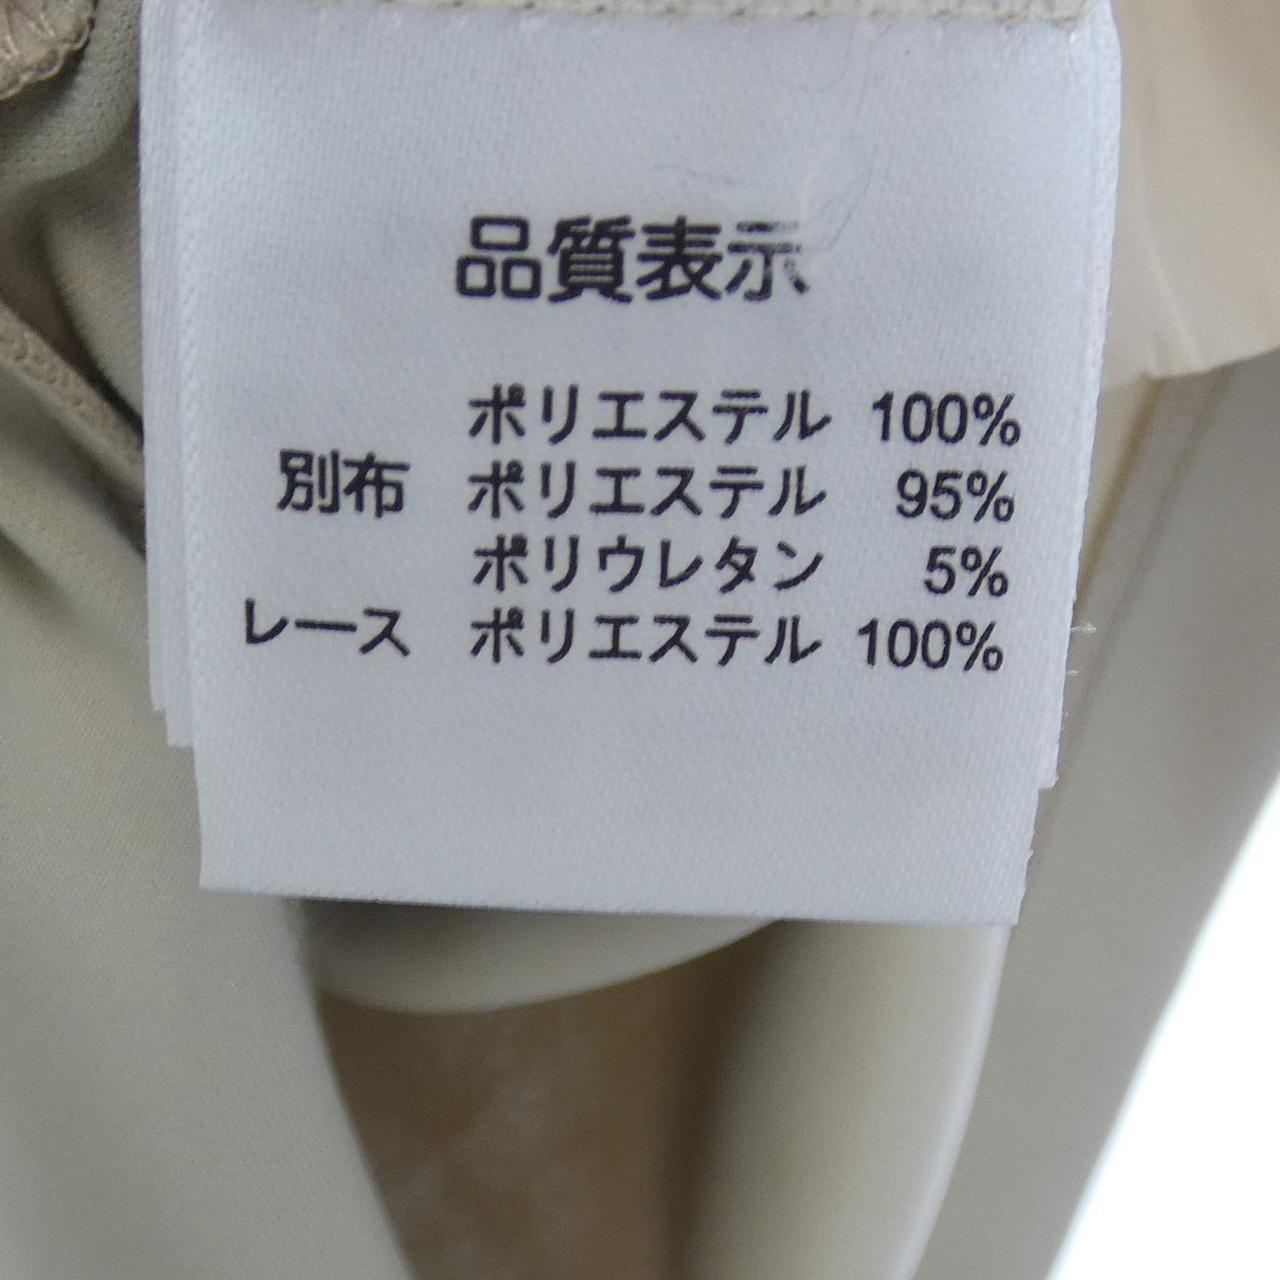 品質表示
ポリエステル 100%
別布 ポリエステル 95%
ポリウレタン 5%
レース ポリエステル 100%